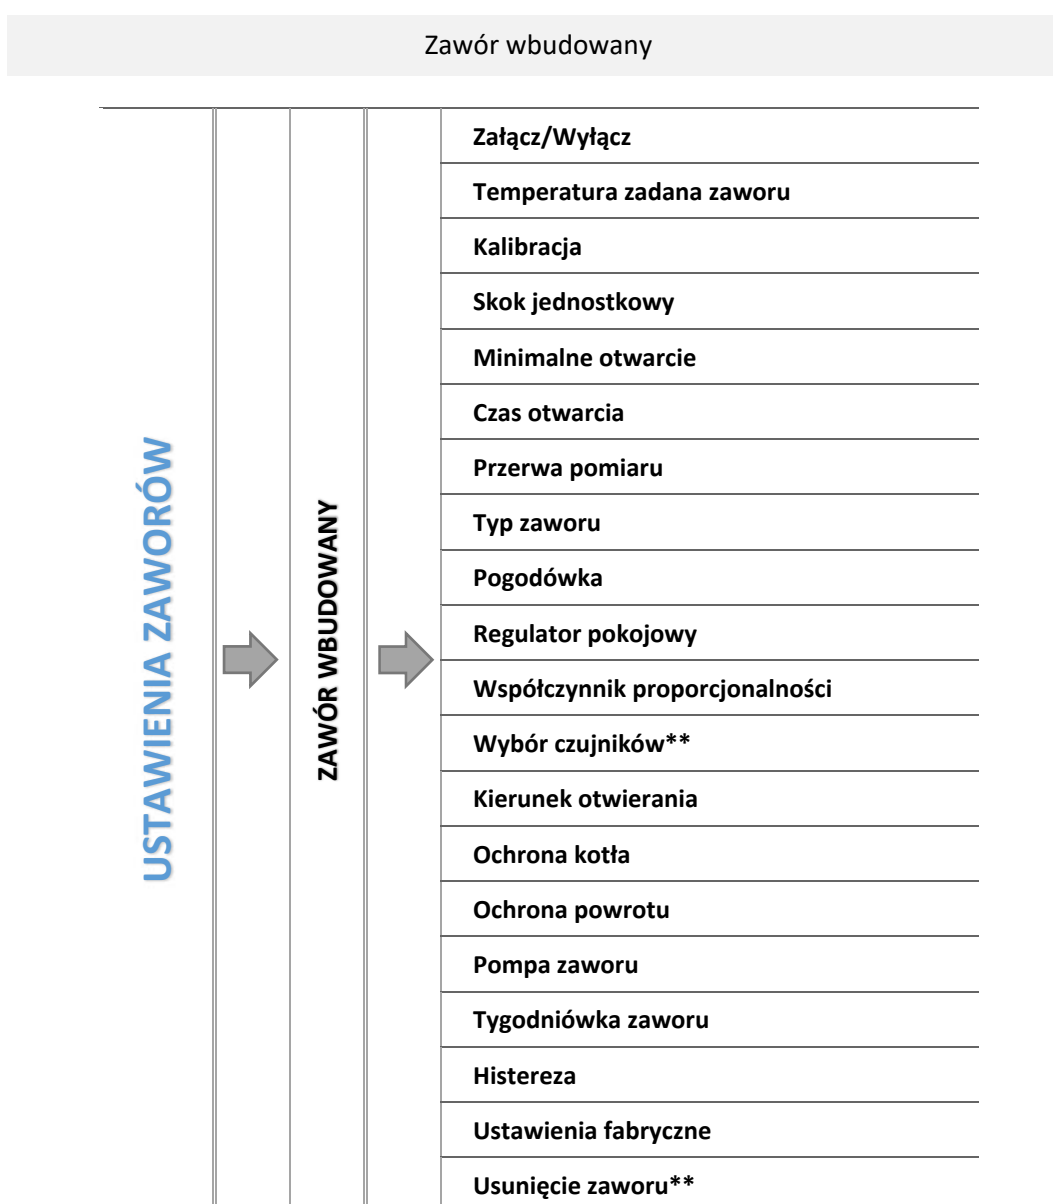 Zawór wbudowany
USTAWIENIA ZAWORÓW
ZAWÓR WBUDOWANY
Załącz/Wyłącz
Temperatura zadana zaworu
Kalibracja
Skok jednostkowy
Minimalne otwarcie
Czas otwarcia
Przerwa pomiaru
Typ zaworu
Pogodówka
Regulator pokojowy
Współczynnik proporcjonalności
Wybór czujników**
Kierunek otwierania
Ochrona kotła
Ochrona powrotu
Pompa zaworu
Tygodniówka zaworu
Histereza
Ustawienia fabryczne
Usunięcie zaworu**